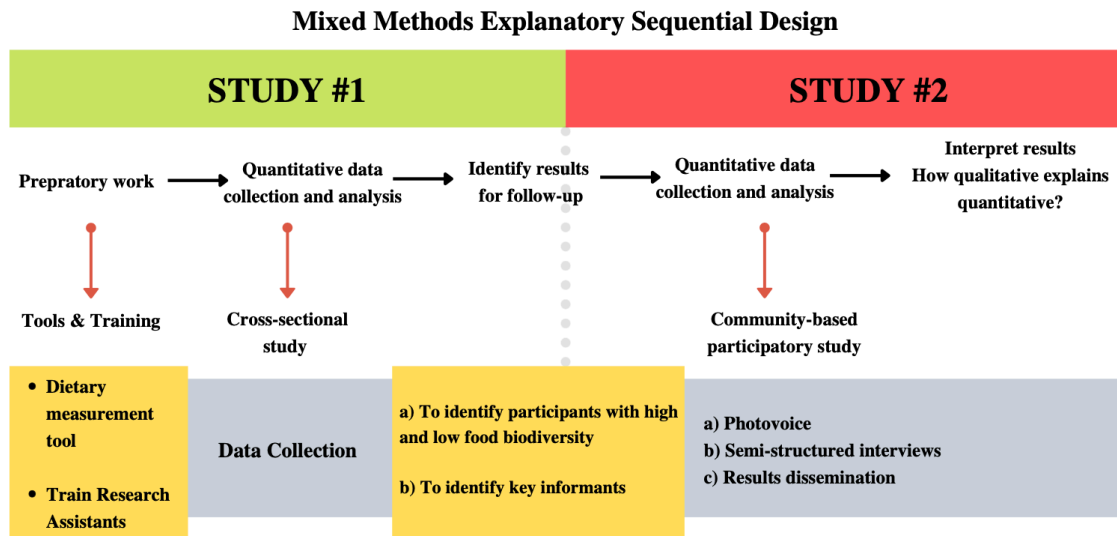 Mixed Methods Explanatory Sequential Design
STUDY #1
STUDY #2
Prepratory work
Quantitative data
collection and analysis
Identify results
for follow-up
Quantitative data
collection and analysis
Interpret results
How qualitative explains
quantitative?
Tools & Training
Cross-sectional
study
Community-based
participatory study
• Dietary
measurement
tool
• Train Research
Assistants
Data Collection
a) To identify participants with high
and low food biodiversity
b) To identify key informants
a) Photovoice
b) Semi-structured interviews
c) Results dissemination